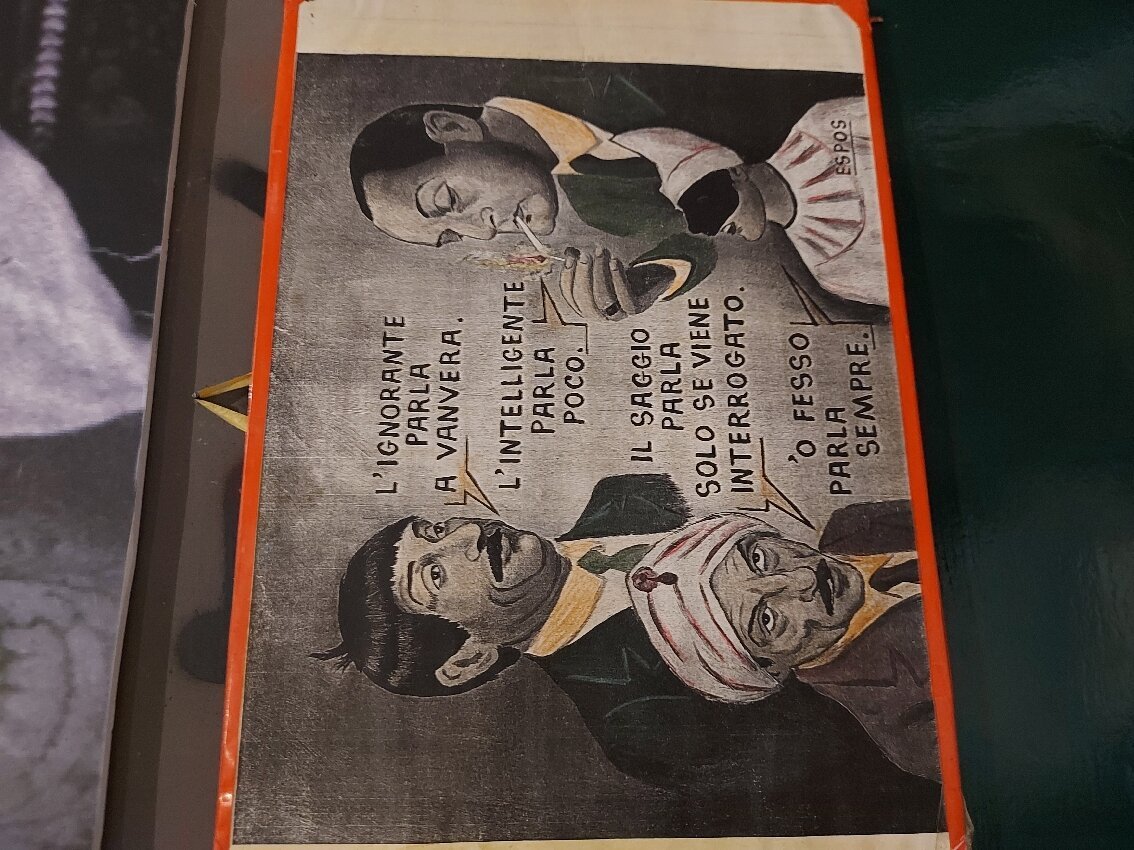 L'IGNORANTE
PARLA
A VANVERA.
L'INTELLIGENTE
PARLA
POCO.
IL SAGGIO
PARLA
SOLO SE VIENE
INTERROGATO.
'O FESSO
PARLA
SEMPRE.
ESPOS